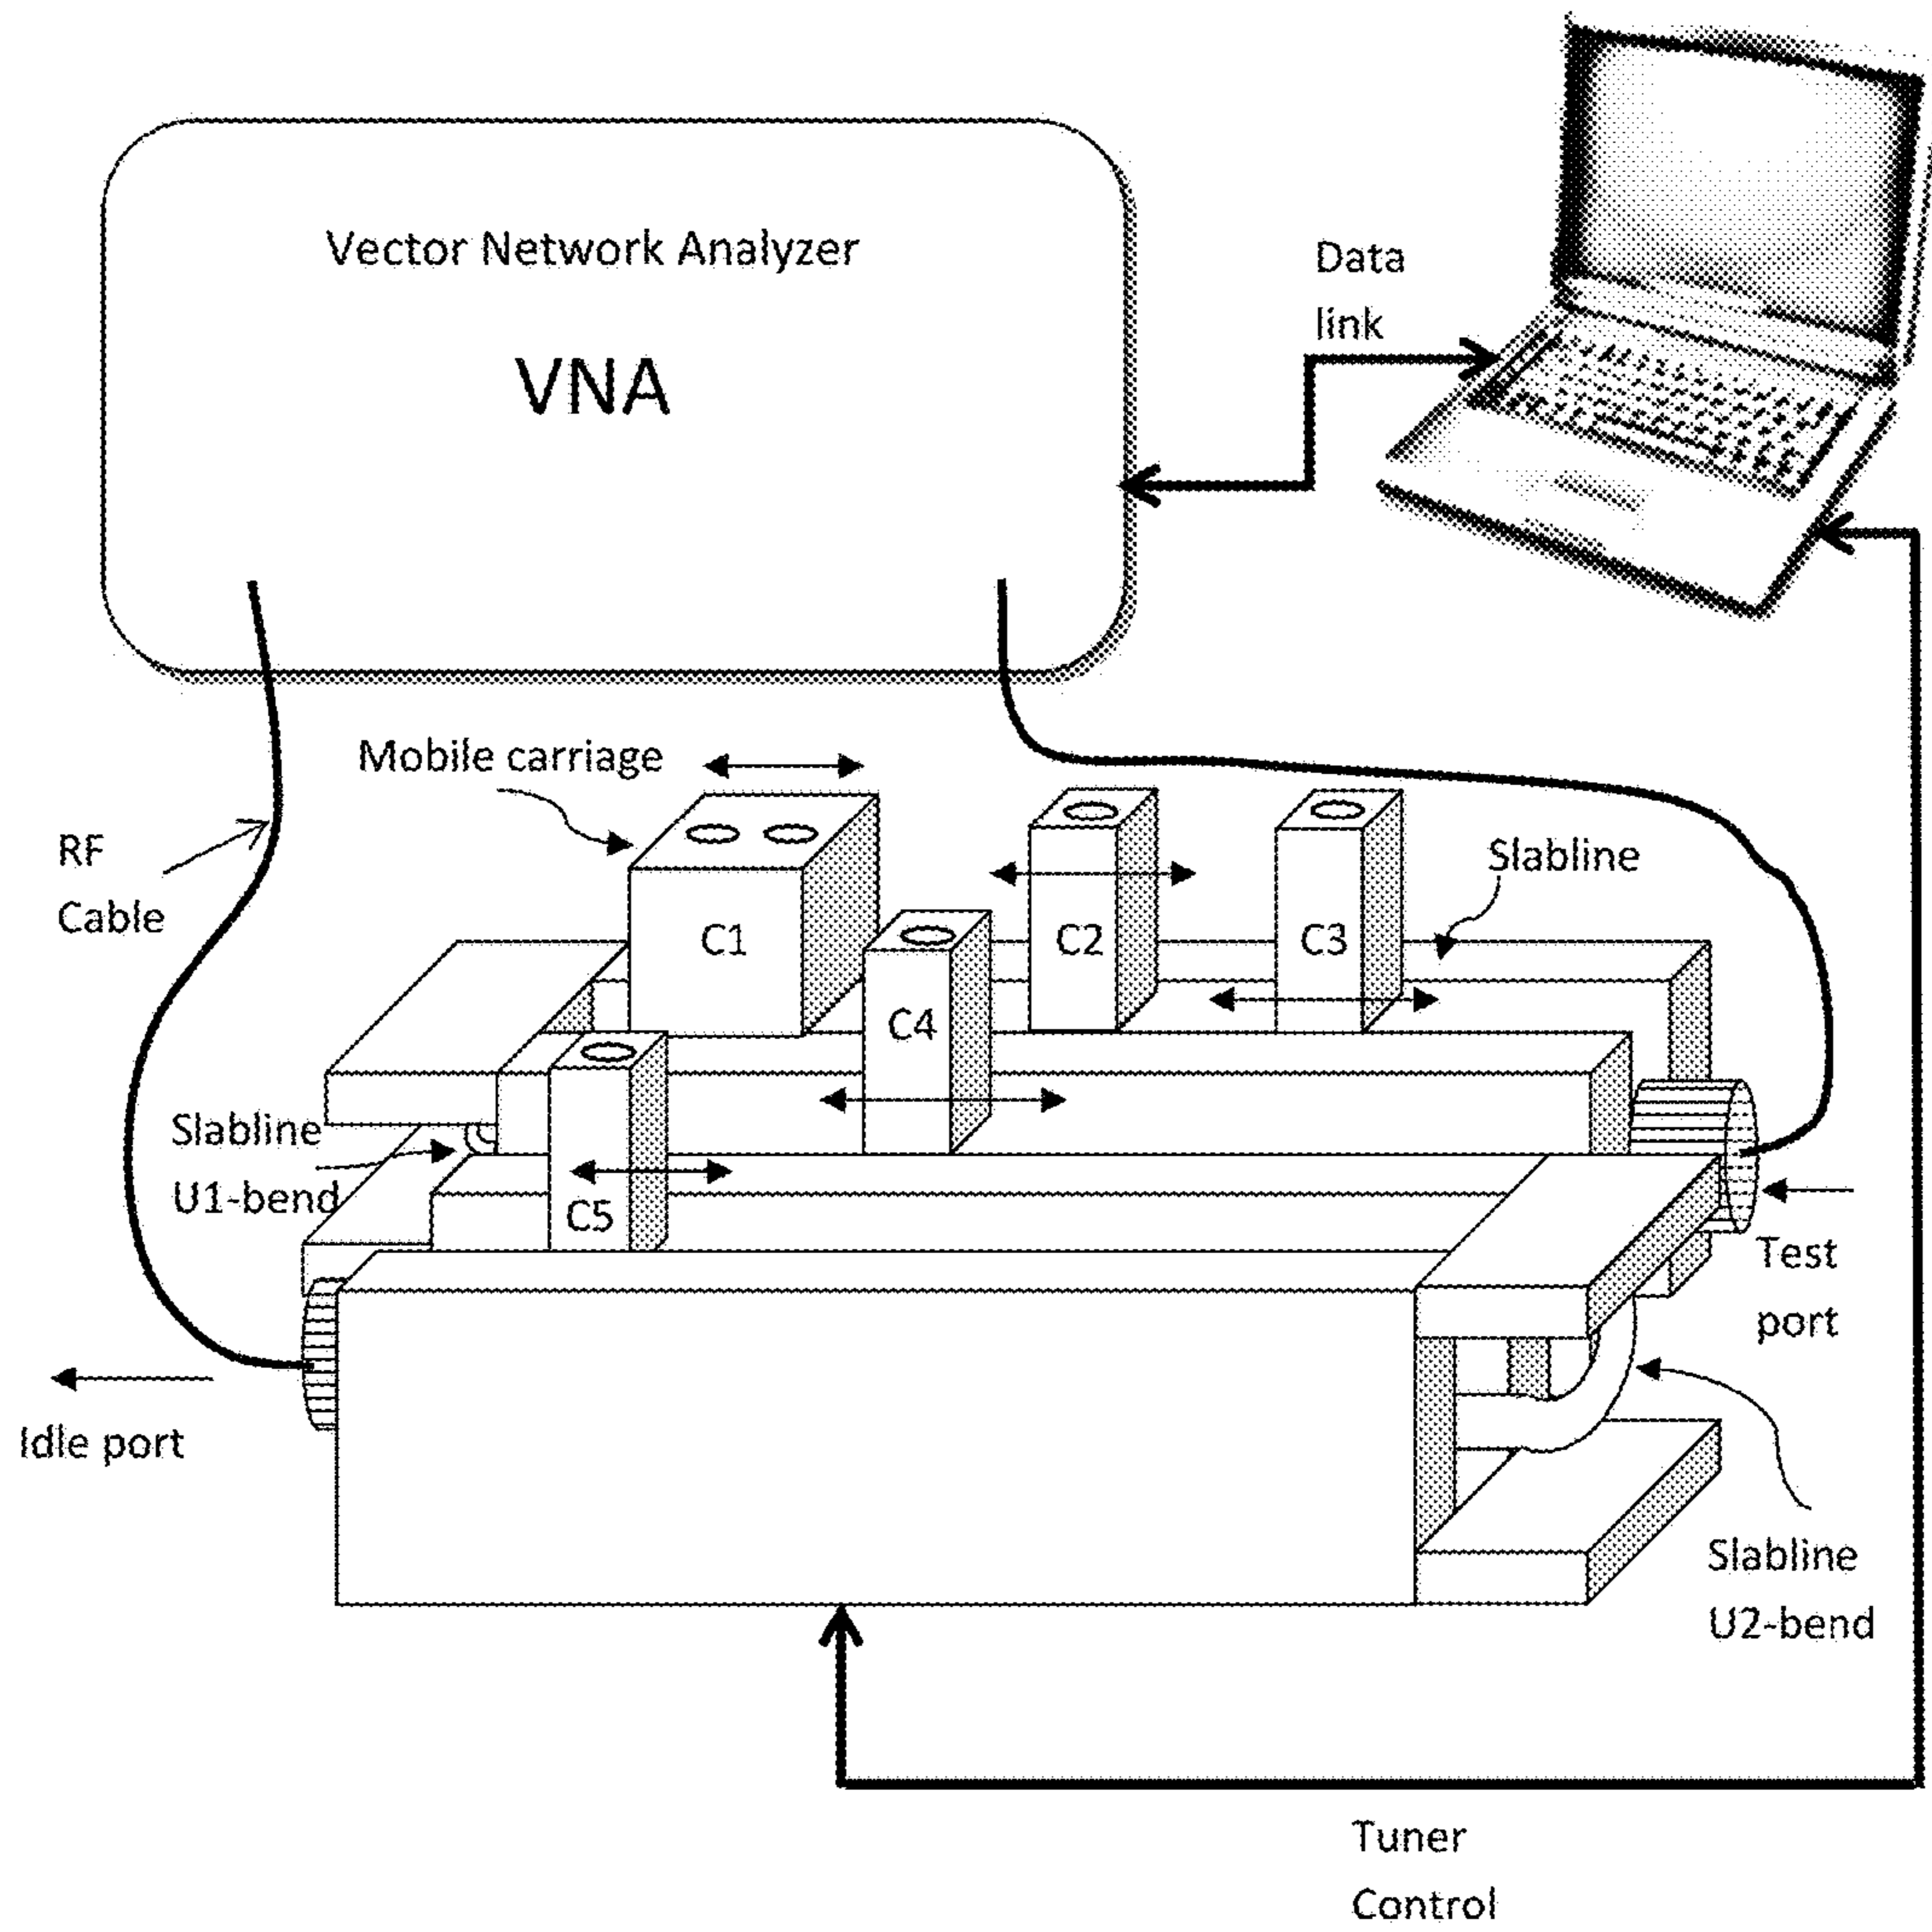 Vector Network Analyzer
VNA
Data
link
Mobile carriage
RF
Cable
Slabline
C1
C2
C3
C4
C5
Slabline
U1-bend
Test
port
Idle port
Slabline
U2-bend
Tuner
Control